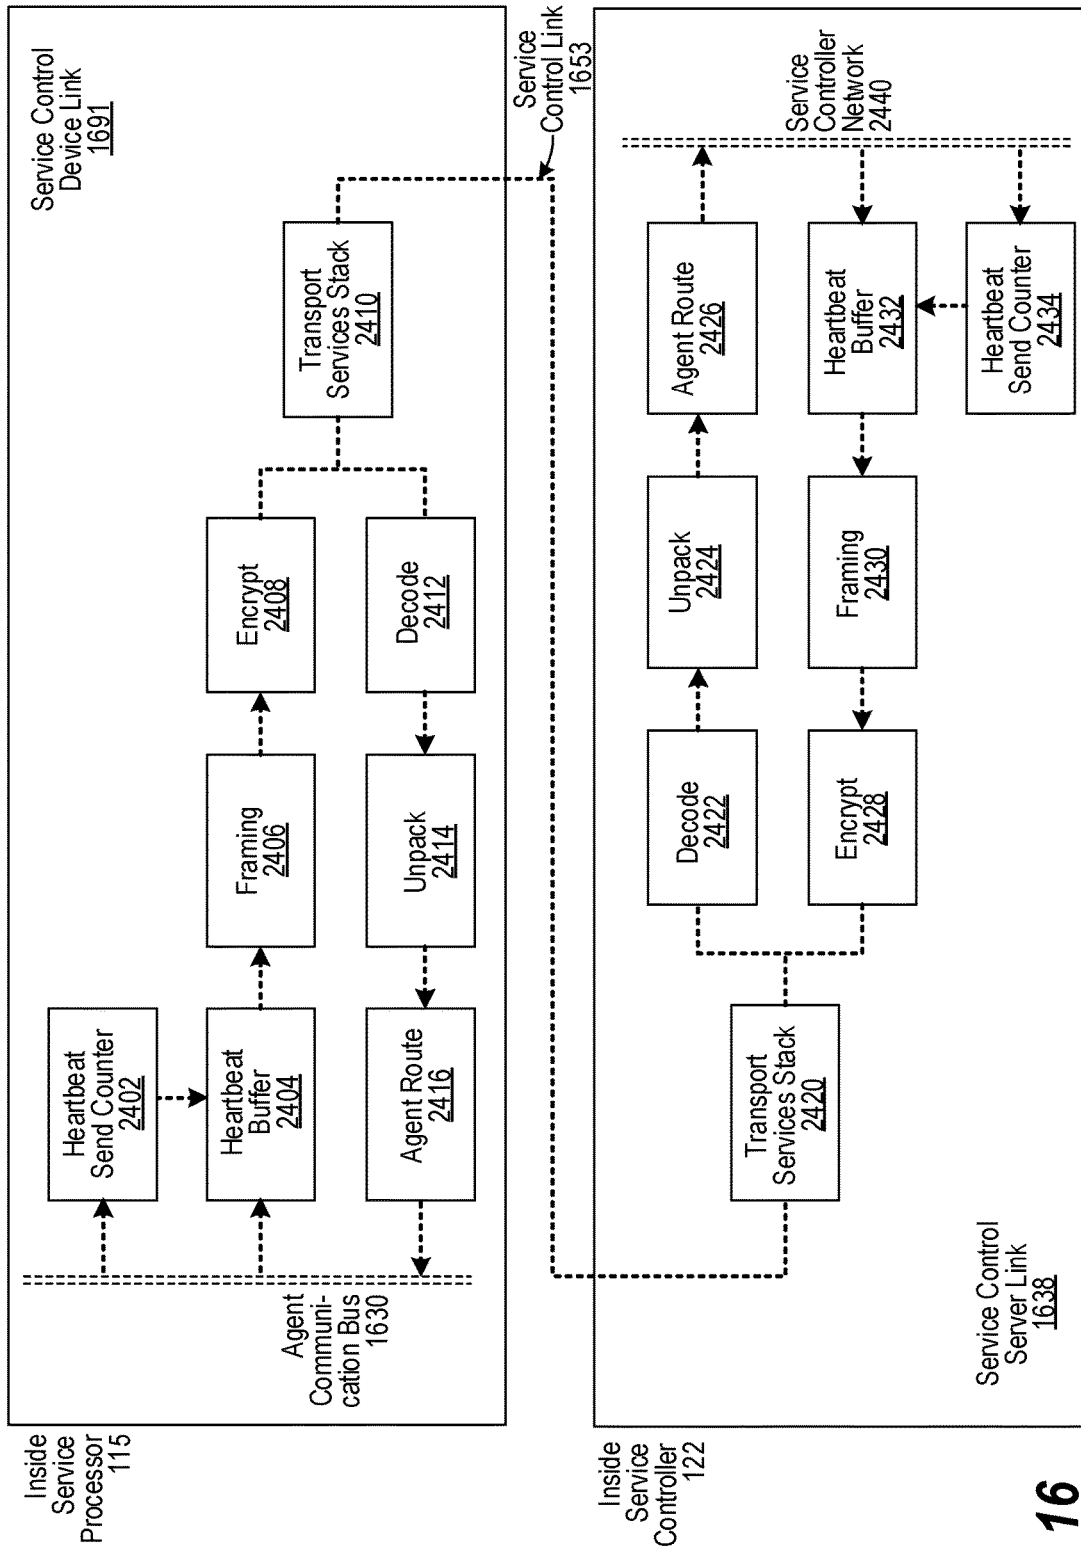 Inside
Service
Processor
115
Service Control
Device Link
1691
Heartbeat
Send Counter
2402
Heartbeat
Buffer
2404
Framing
2406
Encrypt
2408
Transport
Services Stack
2410
Agent Route
2416
Unpack
2414
Decode
2412
Agent
Communi-
cation Bus
1630
Service
Control Link
1653
Inside
Service
Controller
122
Transport
Services Stack
2420
Decode
2422
Unpack
2424
Agent Route
2426
Encrypt
2428
Framing
2430
Heartbeat
Buffer
2432
Heartbeat
Send Counter
2434
Service
Controller
Network
2440
Service Control
Server Link
1638
16